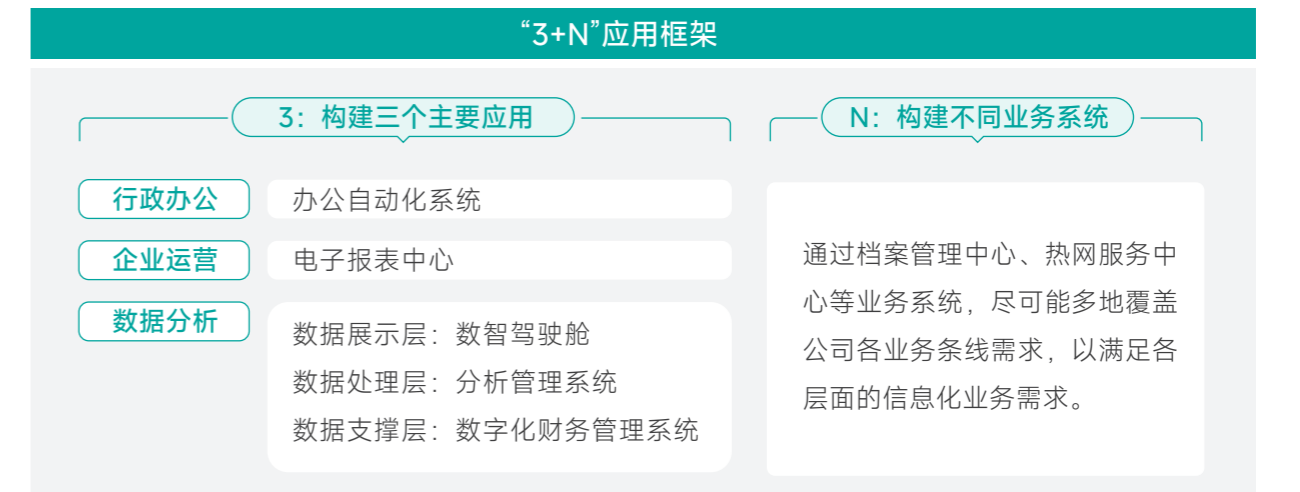 “3+N”应用框架
3：构建三个主要应用
行政办公 办公自动化系统
企业运营 电子报表中心
数据分析
数据展示层：数智驾驶舱
数据处理层：分析管理系统
数据支撑层：数字化财务管理系统
N：构建不同业务系统
通过档案管理中心、热网服务中
心等业务系统，尽可能多地覆盖
公司各业务条线需求，以满足各
层面的信息化业务需求。